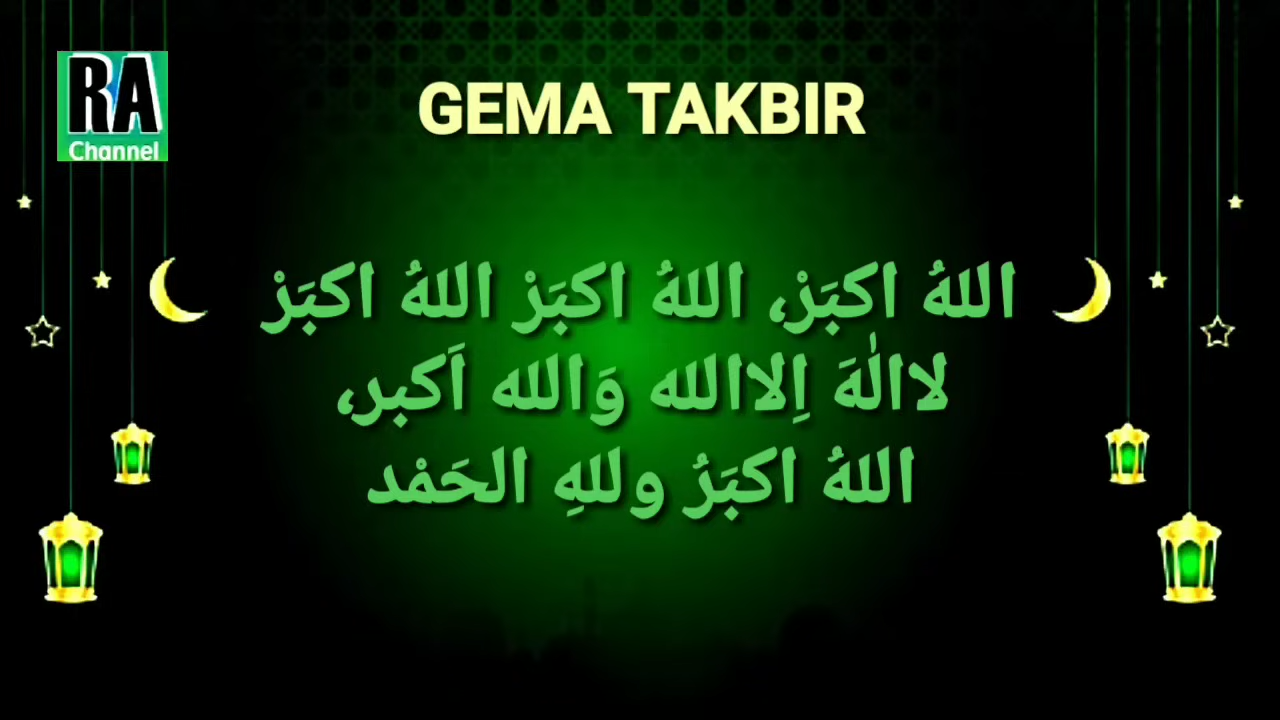 RA
Channel
GEMA TAKBIR
اللهُ اكبَرْ، اللهُ اكبَرْ اللهُ اكبَرْ
لاالٰهَ اِلاالله وَالله اَكبر،
اللهُ اكبَرُ وللهِ الحَمْد